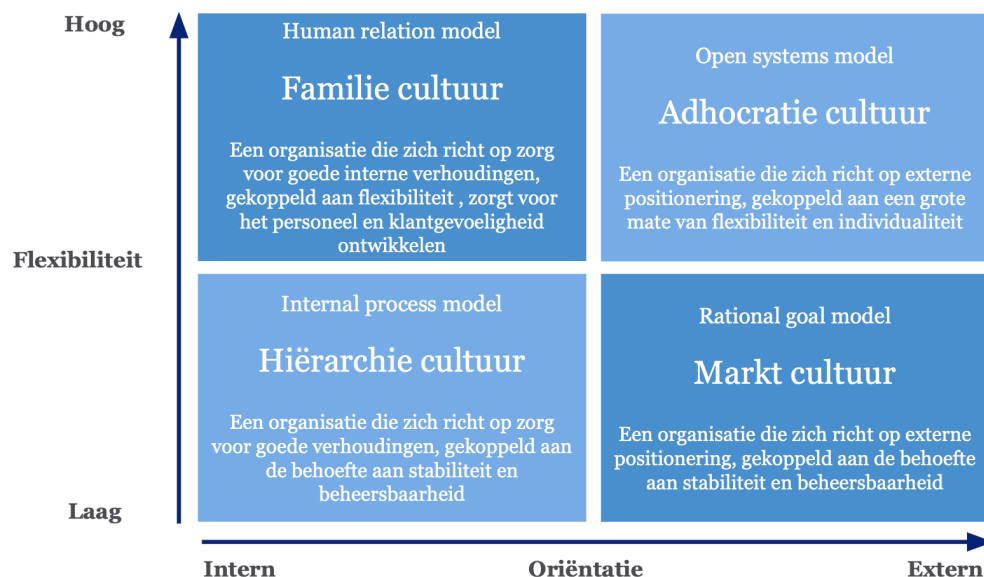 Hoog
Human relation model
Familie cultuur
Een organisatie die zich richt op zorg
voor goede interne verhoudingen,
gekoppeld aan flexibiliteit , zorgt voor
het personeel en klantgevoeligheid
ontwikkelen
Open systems model
Adhocratie cultuur
Een organisatie die zich richt op externe
positionering, gekoppeld aan een grote
mate van flexibiliteit en individualiteit
Flexibiliteit
Internal process model
Hiërarchie cultuur
Een organisatie die zich richt op zorg
voor goede verhoudingen, gekoppeld aan
de behoefte aan stabiliteit en
beheersbaarheid
Rational goal model
Markt cultuur
Een organisatie die zich richt op externe
positionering, gekoppeld aan de behoefte
aan stabiliteit en beheersbaarheid
Laag
Intern
Oriëntatie
Extern